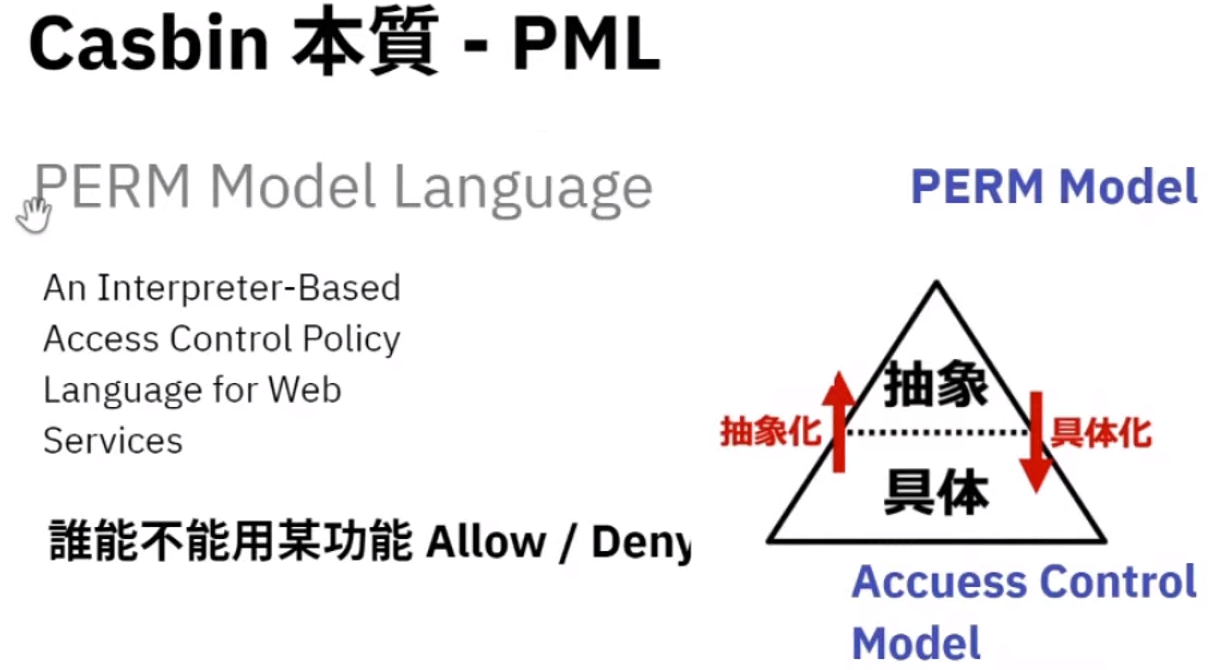 Casbin 本質 - PML
PERM Model Language
An Interpreter-Based
Access Control Policy
Language for Web
Services
誰能不能用某功能 Allow / Deny
PERM Model
抽象
抽象化
具体化
具体
Accuess Control
Model